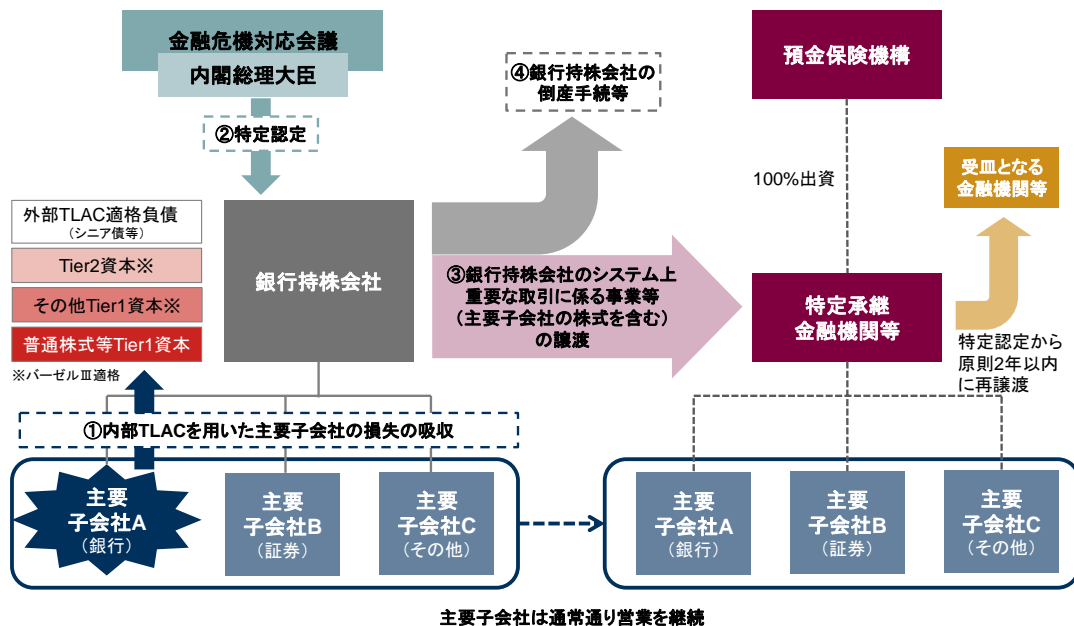 金融危機対応会議
内閣総理大臣
②特定認定
④銀行持株会社の
倒産手続等
預金保険機構
100%出資
受皿となる
金融機関等
外部TLAC適格負債
（シニア債等）
Tier2資本※
その他Tier1資本※
普通株式等Tier1資本
※バーゼルⅢ適格
銀行持株会社
③銀行持株会社のシステム上
重要な取引に係る事業等
（主要子会社の株式を含む）
の譲渡
特定承継
金融機関等
特定認定から
原則2年以内
に再譲渡
①内部TLACを用いた主要子会社の損失の吸収
主要
子会社A
（銀行）
主要
子会社B
（証券）
主要
子会社C
（その他）
主要
子会社A
（銀行）
主要
子会社B
（証券）
主要
子会社C
（その他）
主要子会社は通常通り営業を継続